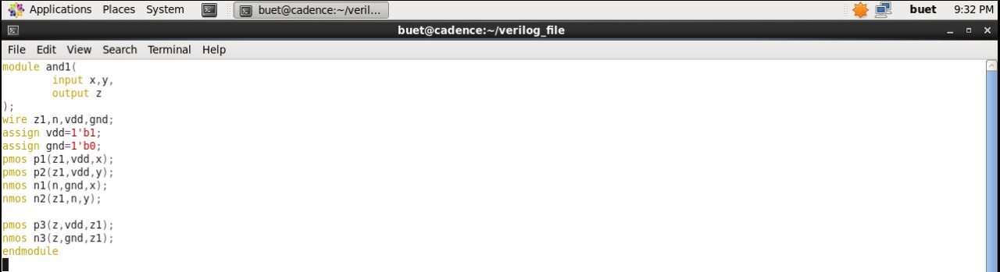 Applications Places System buet@cadence:~/veril... buet 9:32 PM
buet@cadence:~/verilog_file
File Edit View Search Terminal Help
module and1(
        input x,y,
        output z
);
wire z1,n,vdd,gnd;
assign vdd=1'b1;
assign gnd=1'b0;
pmos p1(z1,vdd,x);
pmos p2(z1,vdd,y);
nmos n1(n,gnd,x);
nmos n2(z1,n,y);

pmos p3(z,vdd,z1);
nmos n3(z,gnd,z1);
endmodule